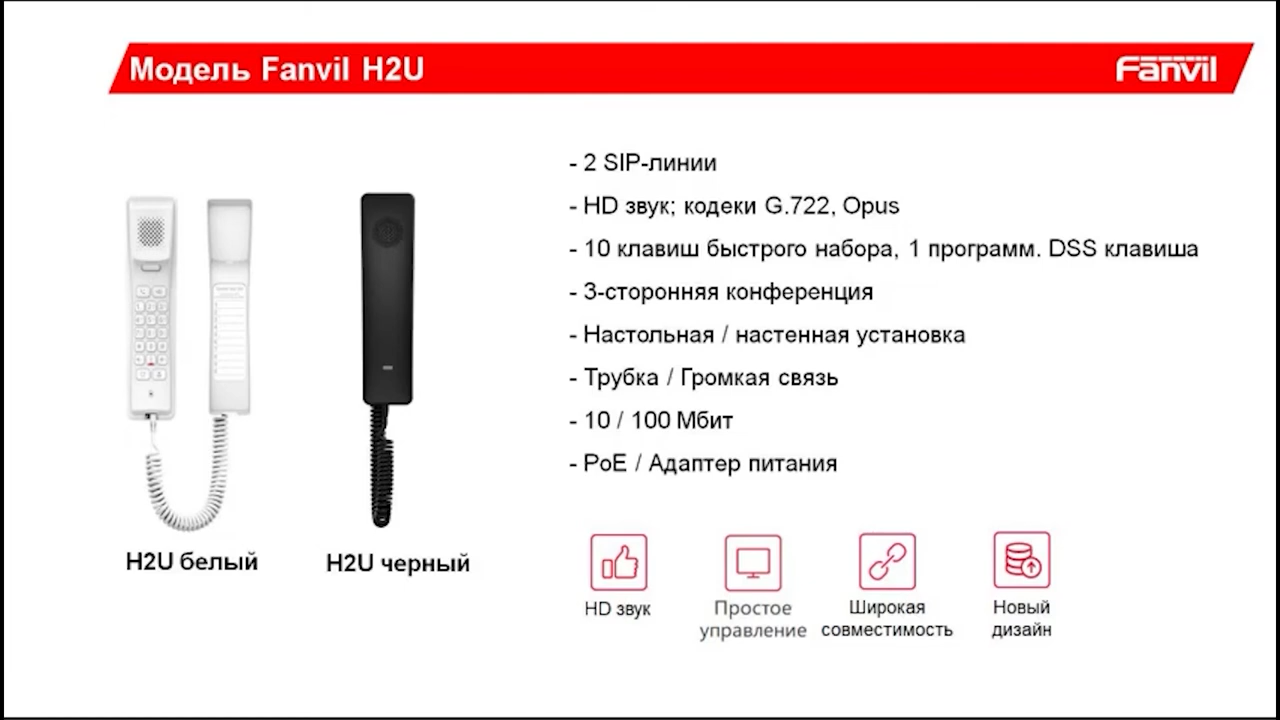 Модель Fanvil H2U
Fanvil
- 2 SIP-линии
- HD звук; кодеки G.722, Opus
- 10 клавиш быстрого набора, 1 программ. DSS клавиша
- 3-сторонняя конференция
- Настольная / настенная установка
- Трубка / Громкая связь
- 10 / 100 Мбит
- PoE / Адаптер питания
H2U белый
H2U черный
HD звук
Простое
управление
Широкая
совместимость
Новый
дизайн